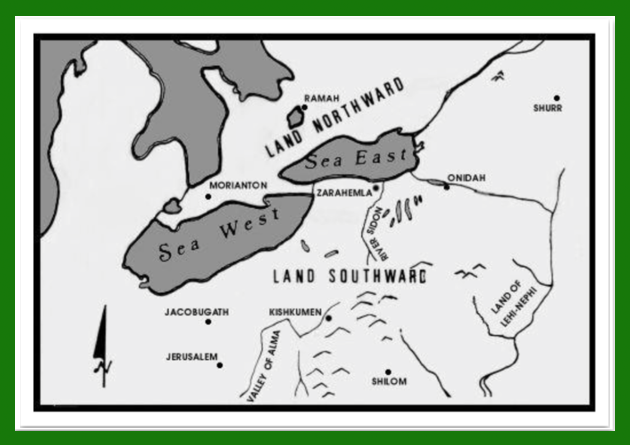 RAMAH
LAND NORTHWARD
SHURR
Sea East
ONIDAH
MORIANTON
ZARAHEMLA
Sea West
RIVER SIDON
LAND SOUTHWARD
LAND OF
LEHI-NEPHI
JACOBUGATH
KISHKUMEN
JERUSALEM
VALLEY OF ALMA
SHILOM
N